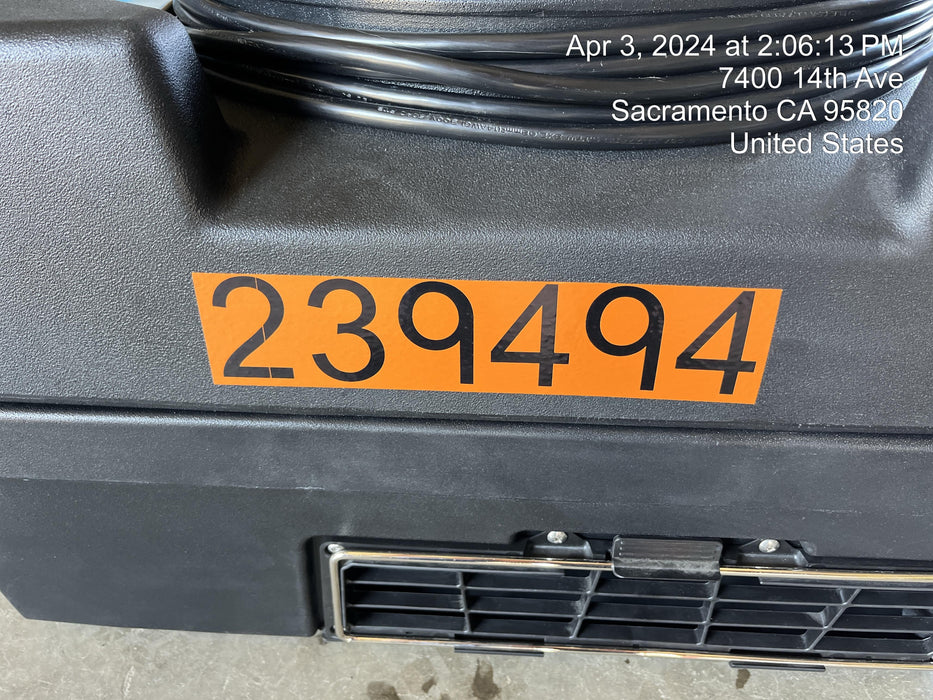 Apr 3, 2024 at 2:06:13 PM
7400 14th Ave
Sacramento CA 95820
United States
239494